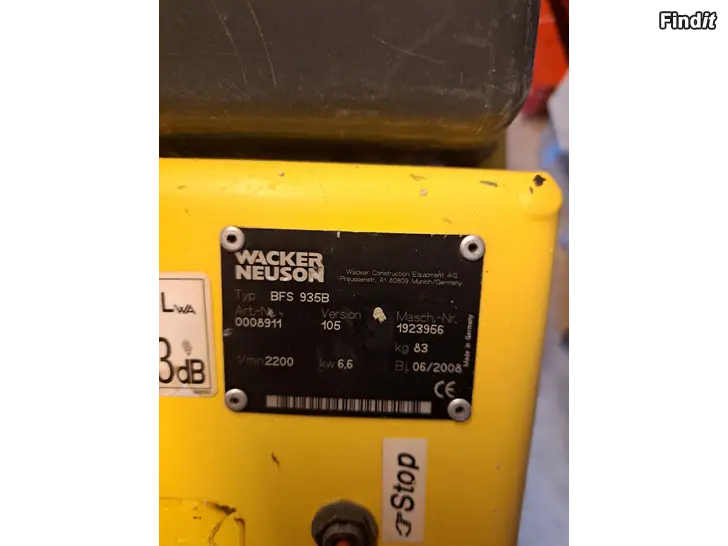 Findit
WACKER
NEUSON
Wacker Construction Equipment AG
Preussenstr. 41 80809 Munich/Germany
Typ BFS 935B
Art.-Nr. Version Masch.-Nr.
0008911 105 1923956
kg 83
1/min 2200 kw 6,6 Bj. 06/2008
CE
Made in Germany
LWA
dB
☞Stop